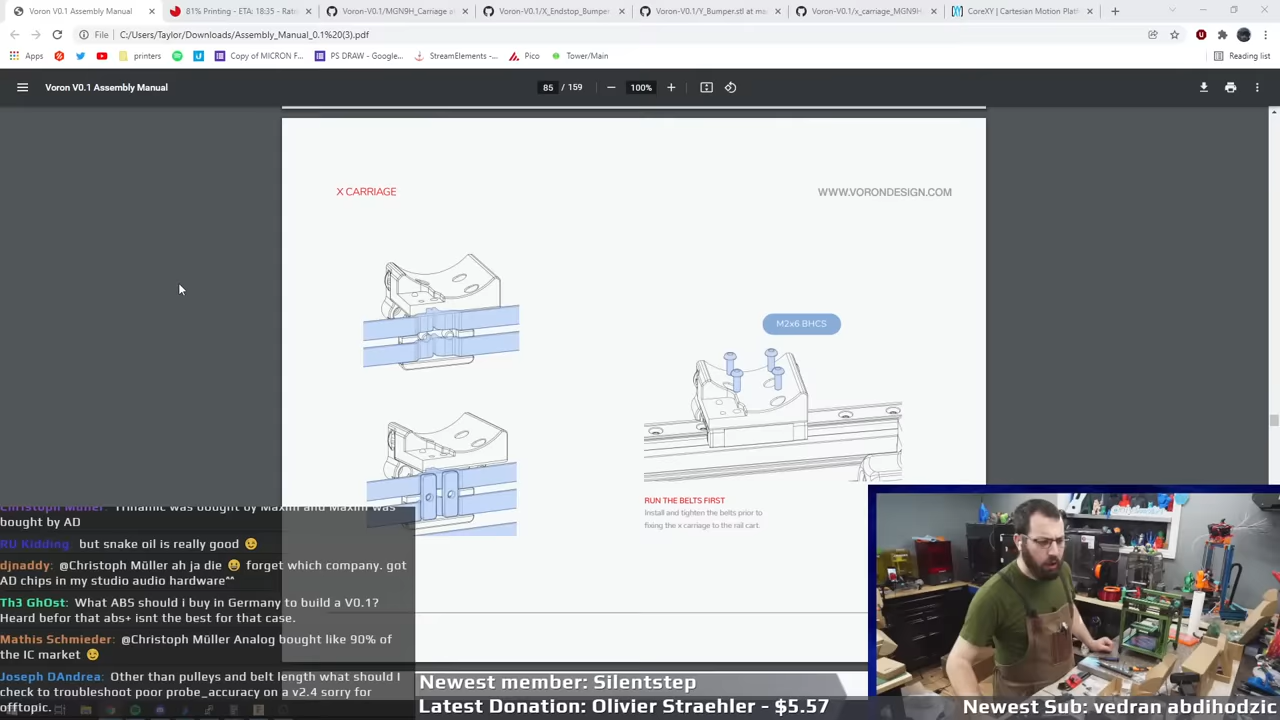 Voron V0.1 Assembly Manual
81% Printing - ETA: 18:35 - Rat
Voron-V0.1/MGN9H_Carriage
Voron-V0.1/X_Endstop_Bumper
Voron-V0.1/Y_Bumper.stl at ma
Voron-V0.1/x_carriage_MGN9H
CoreXY | Cartesian Motion Platf
File
C:/Users/Taylor/Downloads/Assembly_Manual_0.1%20(3).pdf
Apps
printers
Copy of MICRON F...
PS DRAW - Google...
StreamElements -...
Pico
Tower/Main
Reading list
Voron V0.1 Assembly Manual
85 / 159
100%
X CARRIAGE
WWW.VORONDESIGN.COM
M2x6 BHCS
RUN THE BELTS FIRST
Install and tighten the belts prior to
fixing the x carriage to the rail cart.
Christoph Müller: Trinamic was bought by Maxim and Maxim was
bought by AD
RU Kidding but snake oil is really good 😉
djnaddy: @Christoph Müller ah ja die 😄 forget which company. got
AD chips in my studio audio hardware^^
Th3 GhOst: What ABS should i buy in Germany to build a V0.1?
Heard befor that abs+ isnt the best for that case.
Mathis Schmieder: @Christoph Müller Analog bought like 90% of
the IC market 😉
Joseph DAndrea: Other than pulleys and belt length what should I
check to troubleshoot poor probe_accuracy on a v2.4 sorry for
offtopic.
Newest member: Silentstep
Latest Donation: Olivier Straehler - $5.57
Newest Sub: vedran abdihodzic